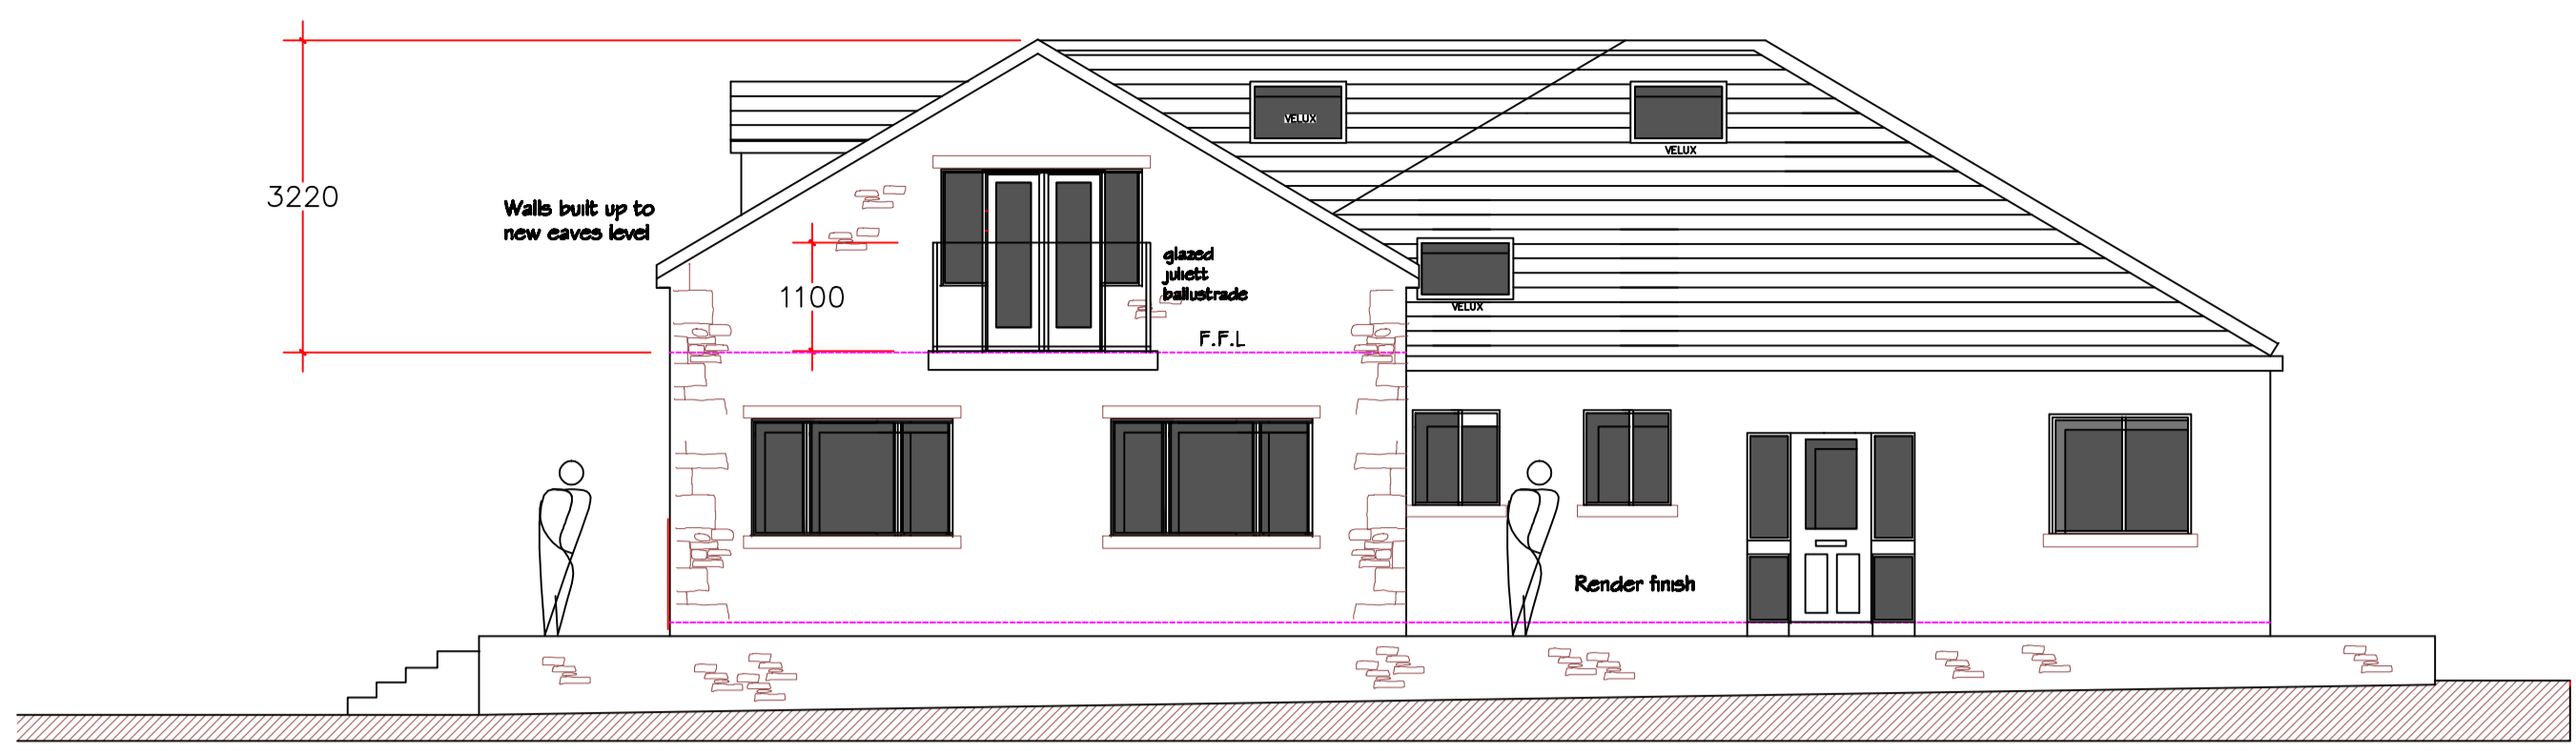 VELUX
VELUX
3220
Walls built up to
new eaves level
glazed
juliett
ballustrade
1100
VELUX
F.F.L
Render finish